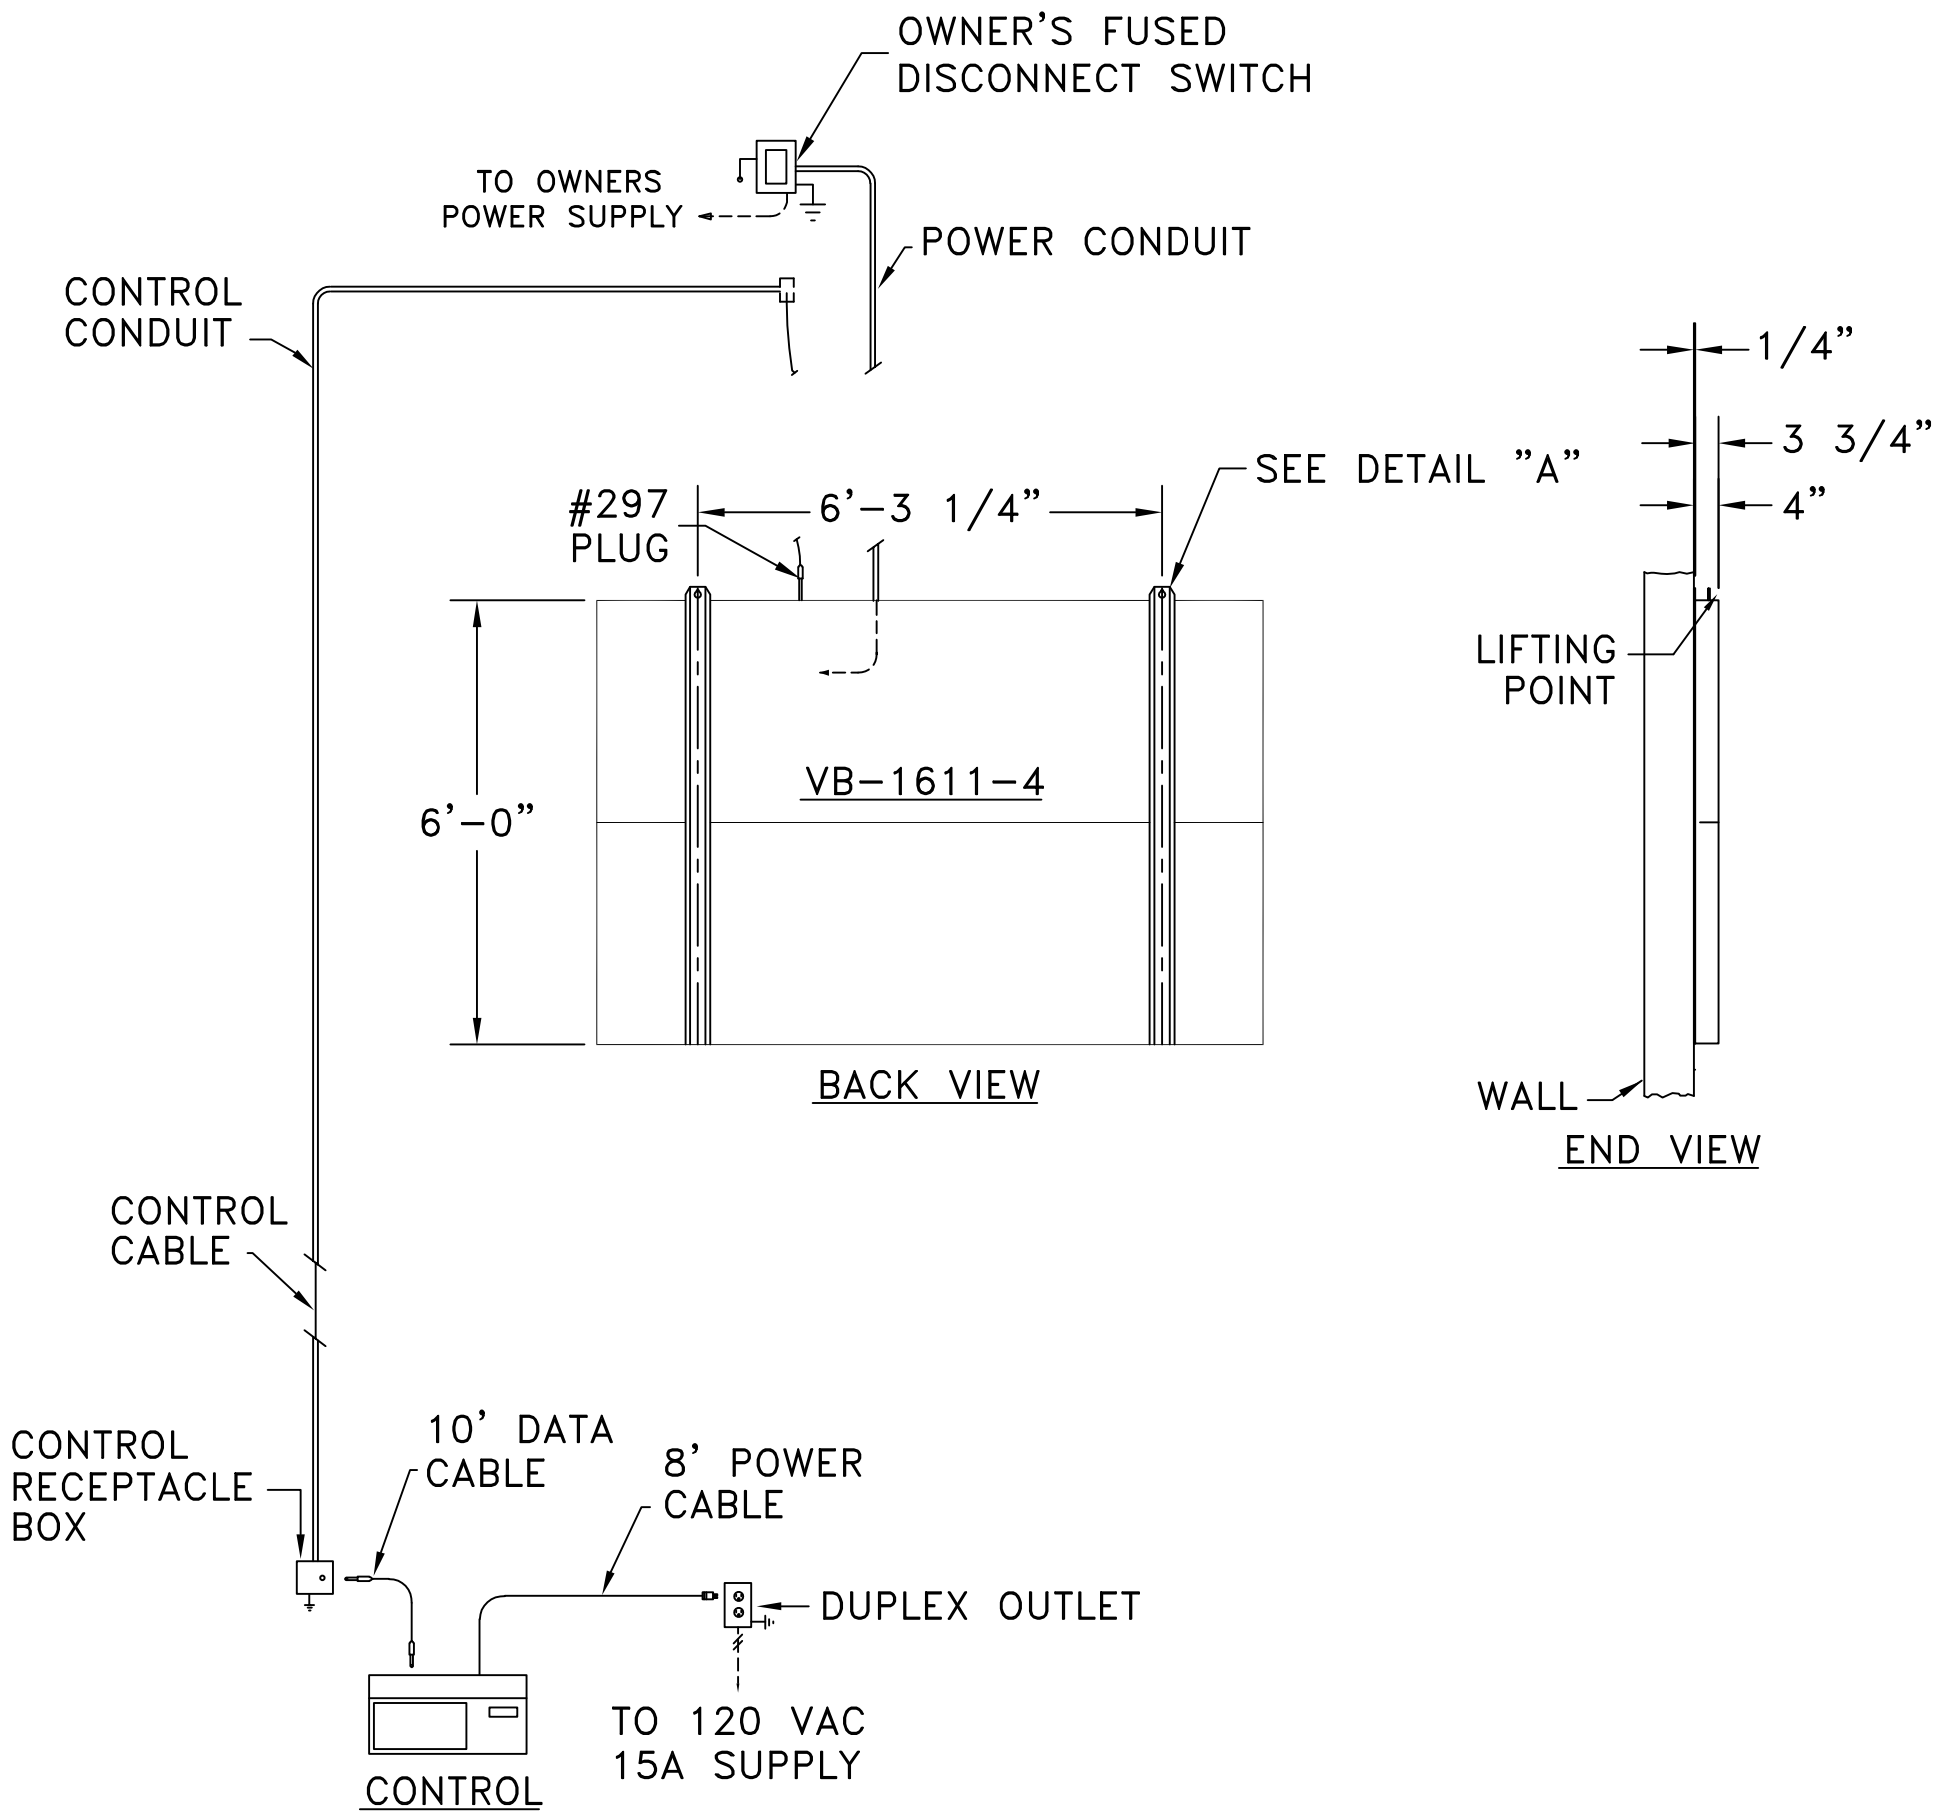 OWNER'S FUSED
DISCONNECT SWITCH
TO OWNERS
POWER SUPPLY
POWER CONDUIT
CONTROL
CONDUIT
1/4"
3 3/4"
4"
SEE DETAIL "A"
#297
PLUG
6'-3 1/4"
LIFTING
POINT
VB-1611-4
6'-0"
BACK VIEW
WALL
END VIEW
CONTROL
CABLE
CONTROL
RECEPTACLE
BOX
10' DATA
CABLE
8' POWER
CABLE
DUPLEX OUTLET
TO 120 VAC
15A SUPPLY
CONTROL